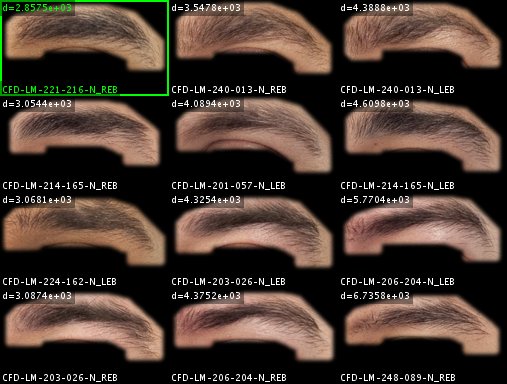 d=2.8575e+03
CFD-LM-221-216-N_REB
d=3.5478e+03
CFD-LM-240-013-N_REB
d=4.3888e+03
CFD-LM-240-013-N_LEB
d=3.0544e+03
CFD-LM-214-165-N_REB
d=4.0894e+03
CFD-LM-201-057-N_LEB
d=4.6098e+03
CFD-LM-214-165-N_LEB
d=3.0681e+03
CFD-LM-224-162-N_LEB
d=4.3254e+03
CFD-LM-203-026-N_LEB
d=5.7704e+03
CFD-LM-206-204-N_LEB
d=3.0874e+03
CFD-LM-203-026-N_REB
d=4.3752e+03
CFD-LM-206-204-N_REB
d=6.7358e+03
CFD-LM-248-089-N_REB